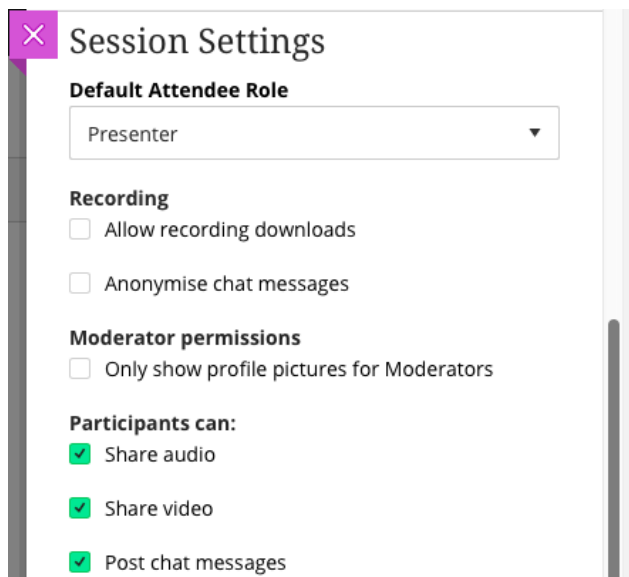 Session Settings
Default Attendee Role
Presenter
Recording
Allow recording downloads
Anonymise chat messages
Moderator permissions
Only show profile pictures for Moderators
Participants can:
Share audio
Share video
Post chat messages